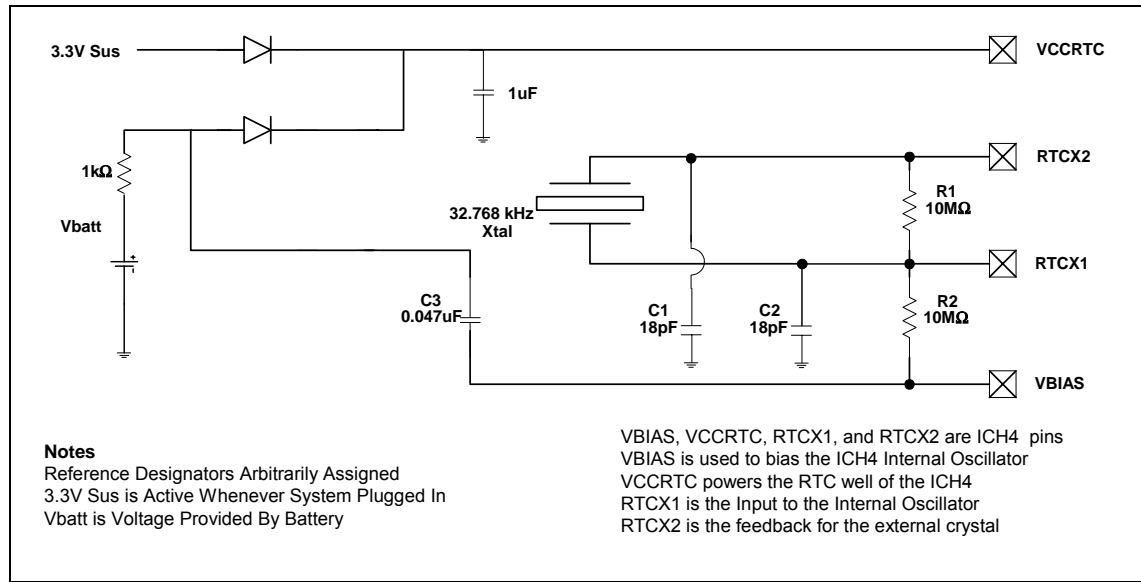 3.3V Sus
VCCRTC
1uF
1kΩ
RTCX2
R1
10MΩ
32.768 kHz
Xtal
Vbatt
+
-
RTCX1
C3
0.047uF
C1
18pF
C2
18pF
R2
10MΩ
VBIAS
Notes
Reference Designators Arbitrarily Assigned
3.3V Sus is Active Whenever System Plugged In
Vbatt is Voltage Provided By Battery
VBIAS, VCCRTC, RTCX1, and RTCX2 are ICH4 pins
VBIAS is used to bias the ICH4 Internal Oscillator
VCCRTC powers the RTC well of the ICH4
RTCX1 is the Input to the Internal Oscillator
RTCX2 is the feedback for the external crystal